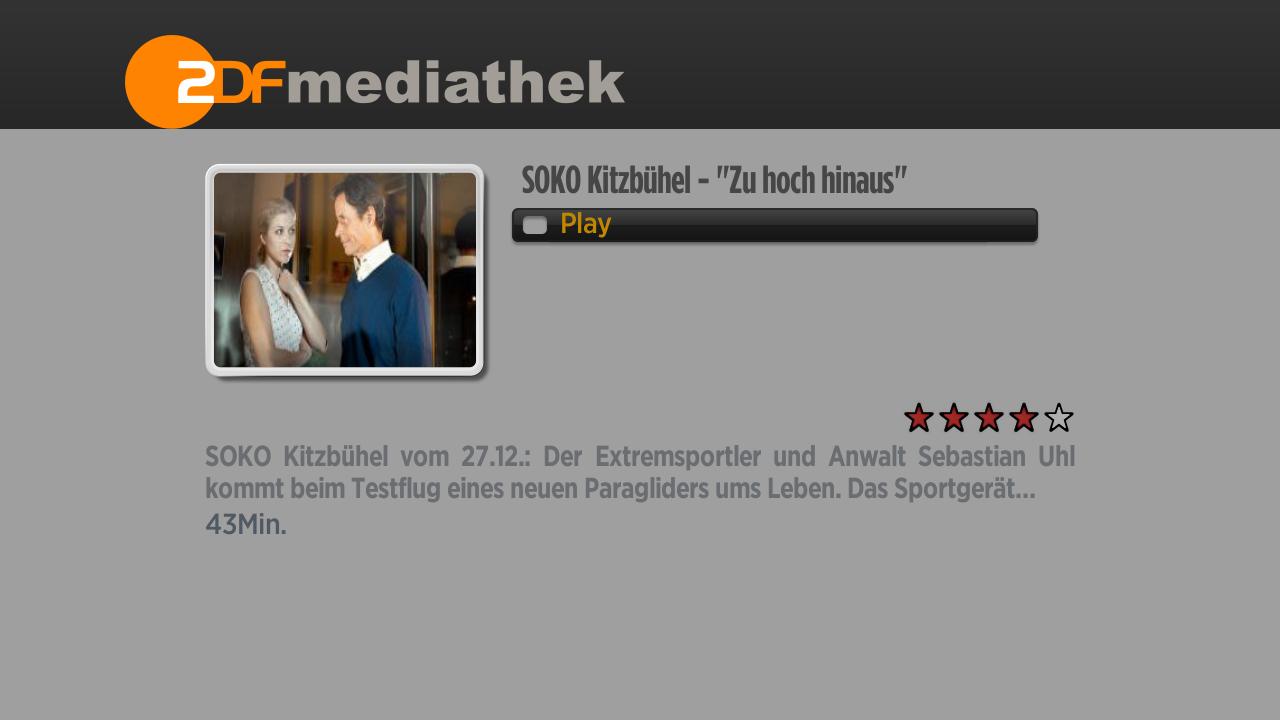 ZDFmediathek
SOKO Kitzbühel - "Zu hoch hinaus"
Play
SOKO Kitzbühel vom 27.12.: Der Extremsportler und Anwalt Sebastian Uhl
kommt beim Testflug eines neuen Paragliders ums Leben. Das Sportgerät...
43Min.